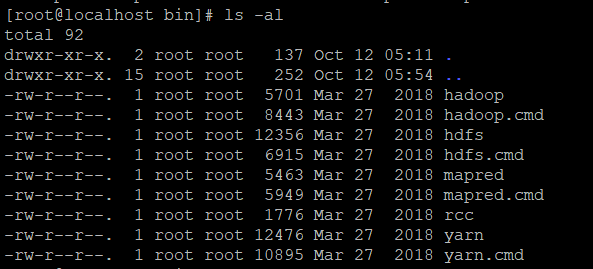 [root@localhost bin]# ls -al
total 92
drwxr-xr-x.  2 root root   137 Oct 12 05:11 .
drwxr-xr-x. 15 root root   252 Oct 12 05:54 ..
-rw-r--r--.  1 root root  5701 Mar 27  2018 hadoop
-rw-r--r--.  1 root root  8443 Mar 27  2018 hadoop.cmd
-rw-r--r--.  1 root root 12356 Mar 27  2018 hdfs
-rw-r--r--.  1 root root  6915 Mar 27  2018 hdfs.cmd
-rw-r--r--.  1 root root  5463 Mar 27  2018 mapred
-rw-r--r--.  1 root root  5949 Mar 27  2018 mapred.cmd
-rw-r--r--.  1 root root  1776 Mar 27  2018 rcc
-rw-r--r--.  1 root root 12476 Mar 27  2018 yarn
-rw-r--r--.  1 root root 10895 Mar 27  2018 yarn.cmd